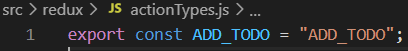 src > redux > JS actionTypes.js > ...
1 export const ADD_TODO = "ADD_TODO";